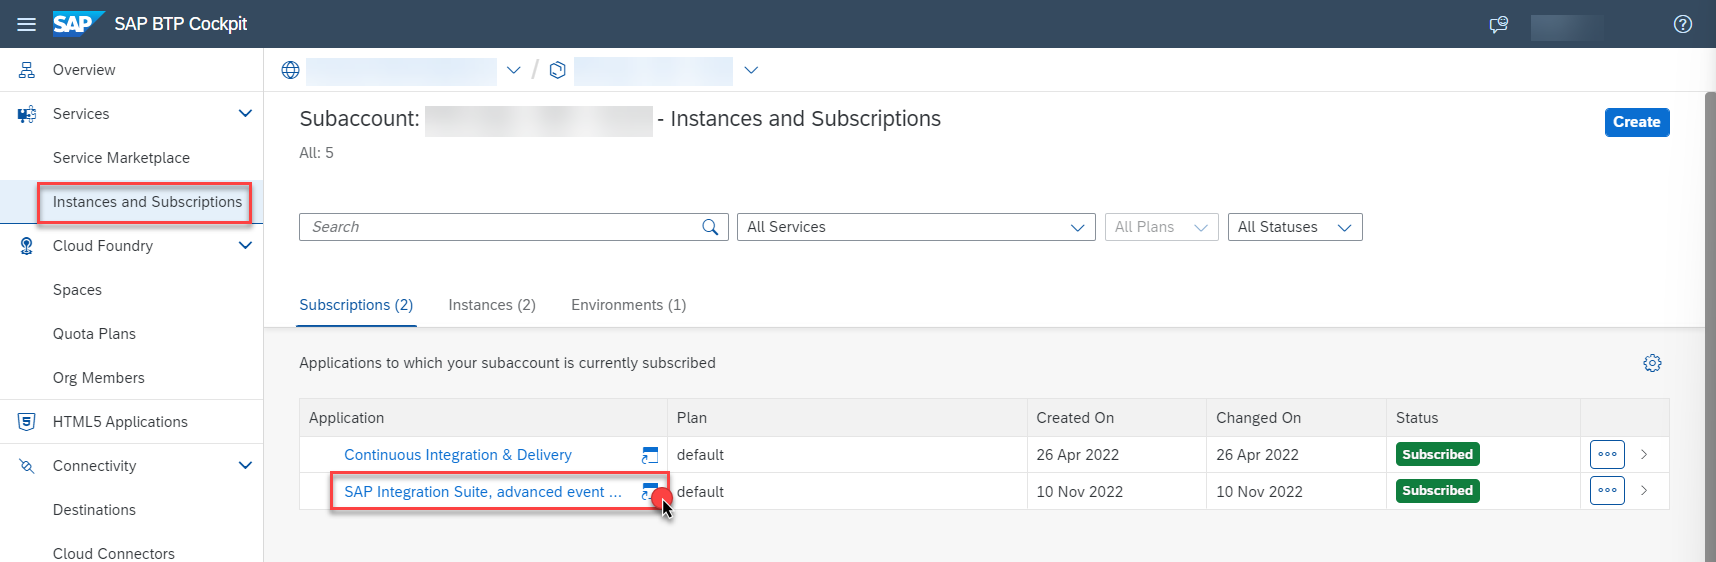 SAP SAP BTP Cockpit
Overview
Services
Service Marketplace
Instances and Subscriptions
Cloud Foundry
Spaces
Quota Plans
Org Members
HTML5 Applications
Connectivity
Destinations
Cloud Connectors
/
Subaccount: - Instances and Subscriptions
Create
All: 5
Search
All Services
All Plans
All Statuses
Subscriptions (2) Instances (2) Environments (1)
Applications to which your subaccount is currently subscribed
Application Plan Created On Changed On Status
Continuous Integration & Delivery default 26 Apr 2022 26 Apr 2022 Subscribed
SAP Integration Suite, advanced event ... default 10 Nov 2022 10 Nov 2022 Subscribed